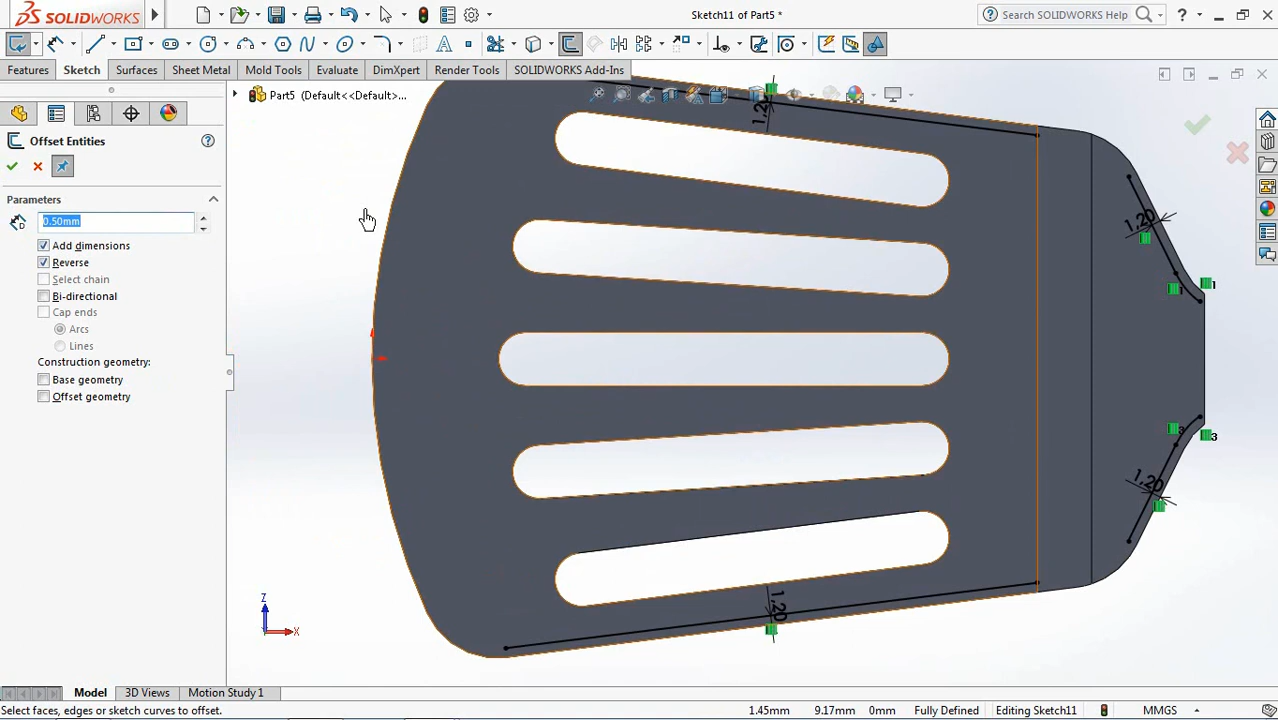 SOLIDWORKS
Sketch11 of Part5 *
Search SOLIDWORKS Help
?
Features
Sketch
Surfaces
Sheet Metal
Mold Tools
Evaluate
DimXpert
Render Tools
SOLIDWORKS Add-Ins
Part5 (Default<<Default>...
Offset Entities
Parameters
0.50mm
Add dimensions
Reverse
Select chain
Bi-directional
Cap ends
Arcs
Lines
Construction geometry:
Base geometry
Offset geometry
1,20
1,20
1
1
3
3
1,20
1,20
Z
X
Model
3D Views
Motion Study 1
Select faces, edges or sketch curves to offset.
1.45mm
9.17mm
0mm
Fully Defined
Editing Sketch11
MMGS